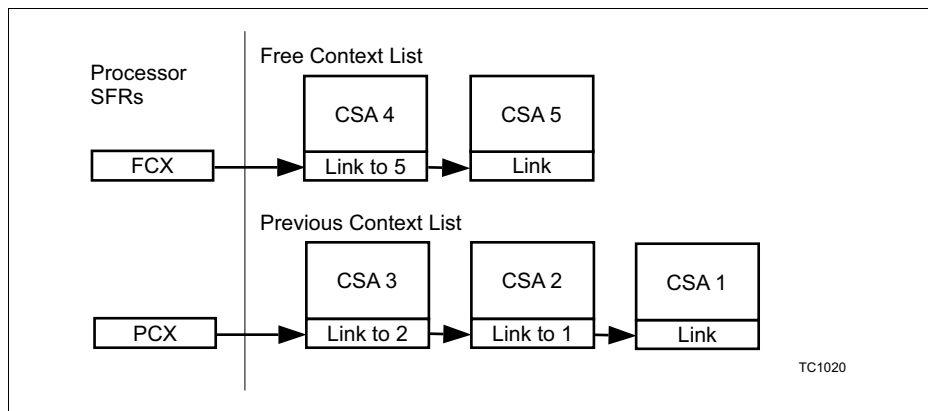 Processor
SFRs
Free Context List
CSA 4
CSA 5
FCX
Link to 5
Link
Previous Context List
CSA 3
CSA 2
CSA 1
PCX
Link to 2
Link to 1
Link
TC1020